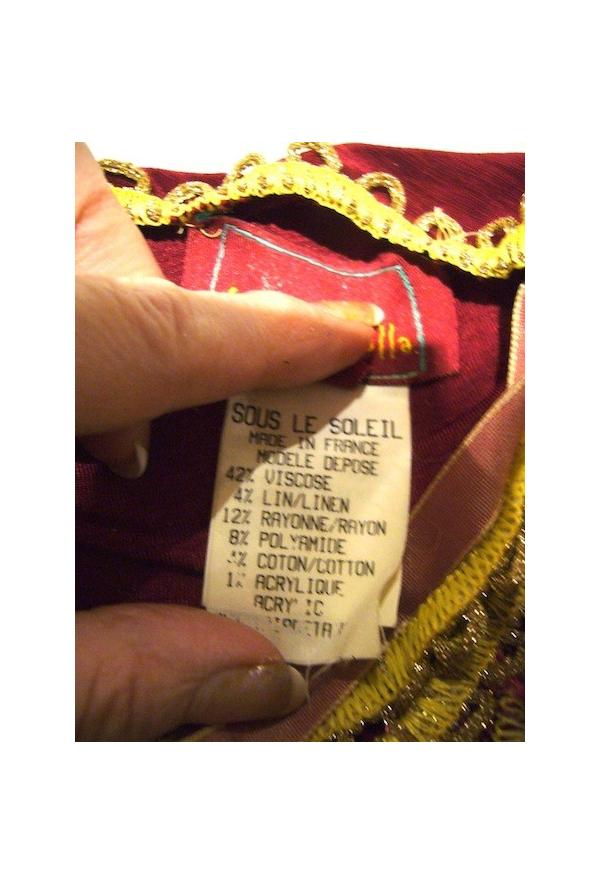 SOUS LE SOLEIL
MADE IN FRANCE
MODELE DEPOSE
42% VISCOSE
4% LIN/LINEN
12% RAYONNE/RAYON
8% POLYAMIDE
COTON/COTTON
1% ACRYLIQUE